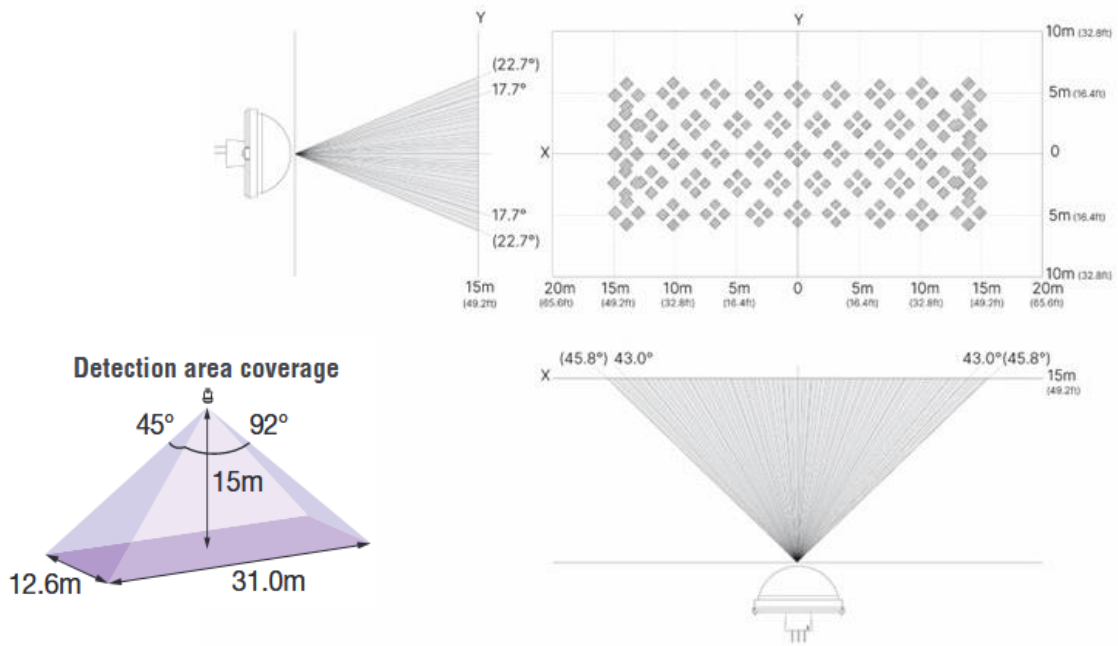 Y
(22.7°)
17.7°
17.7°
(22.7°)
15m
(49.2ft)
Y
10m (32.8ft)
5m (16.4ft)
X
0
5m (16.4ft)
10m (32.8ft)
20m 15m 10m 5m 0 5m 10m 15m 20m
(65.6ft) (49.2ft) (32.8ft) (16.4ft) (16.4ft) (32.8ft) (49.2ft) (65.6ft)
Detection area coverage
45° 92°
15m
12.6m
31.0m
(45.8°) 43.0° 43.0°(45.8°)
X
15m
(49.2ft)